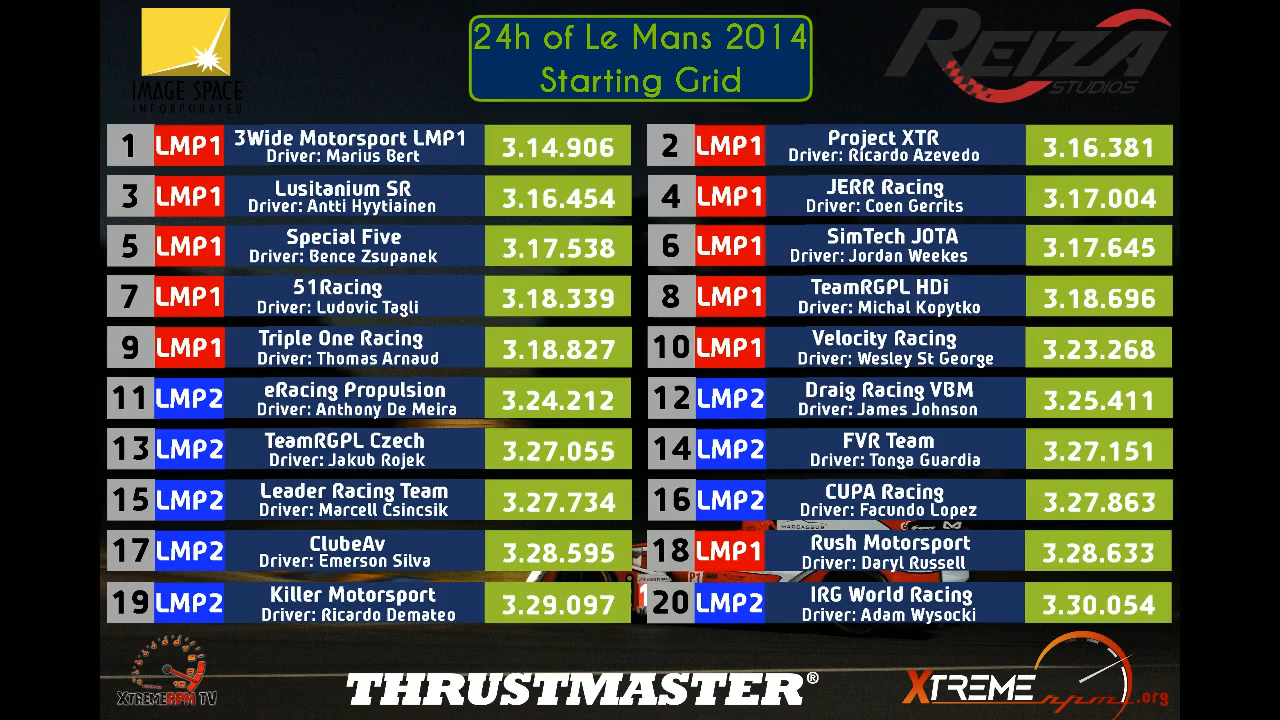 IMAGE SPACE
INCORPORATED
24h of Le Mans 2014
Starting Grid
REIZA
STUDIOS
1 LMP1 3Wide Motorsport LMP1 3.14.906
Driver: Marius Bert
2 LMP1 Project XTR 3.16.381
Driver: Ricardo Azevedo
3 LMP1 Lusitanium SR 3.16.454
Driver: Antti Hyytiainen
4 LMP1 JERR Racing 3.17.004
Driver: Coen Gerrits
5 LMP1 Special Five 3.17.538
Driver: Bence Zsupanek
6 LMP1 SimTech JOTA 3.17.645
Driver: Jordan Weekes
7 LMP1 51Racing 3.18.339
Driver: Ludovic Tagli
8 LMP1 TeamRGPL HDi 3.18.696
Driver: Michal Kopytko
9 LMP1 Triple One Racing 3.18.827
Driver: Thomas Arnaud
10 LMP1 Velocity Racing 3.23.268
Driver: Wesley St George
11 LMP2 eRacing Propulsion 3.24.212
Driver: Anthony De Meira
12 LMP2 Draig Racing VBM 3.25.411
Driver: James Johnson
13 LMP2 TeamRGPL Czech 3.27.055
Driver: Jakub Rojek
14 LMP2 FVR Team 3.27.151
Driver: Tonga Guardia
15 LMP2 Leader Racing Team 3.27.734
Driver: Marcell Csincsik
16 LMP2 CUPA Racing 3.27.863
Driver: Facundo Lopez
17 LMP2 ClubeAv 3.28.595
Driver: Emerson Silva
18 LMP1 Rush Motorsport 3.28.633
Driver: Daryl Russell
19 LMP2 Killer Motorsport 3.29.097
Driver: Ricardo Demateo
20 LMP2 IRG World Racing 3.30.054
Driver: Adam Wysocki
XTREMERPM TV
THRUSTMASTER®
XTREME rpm.org